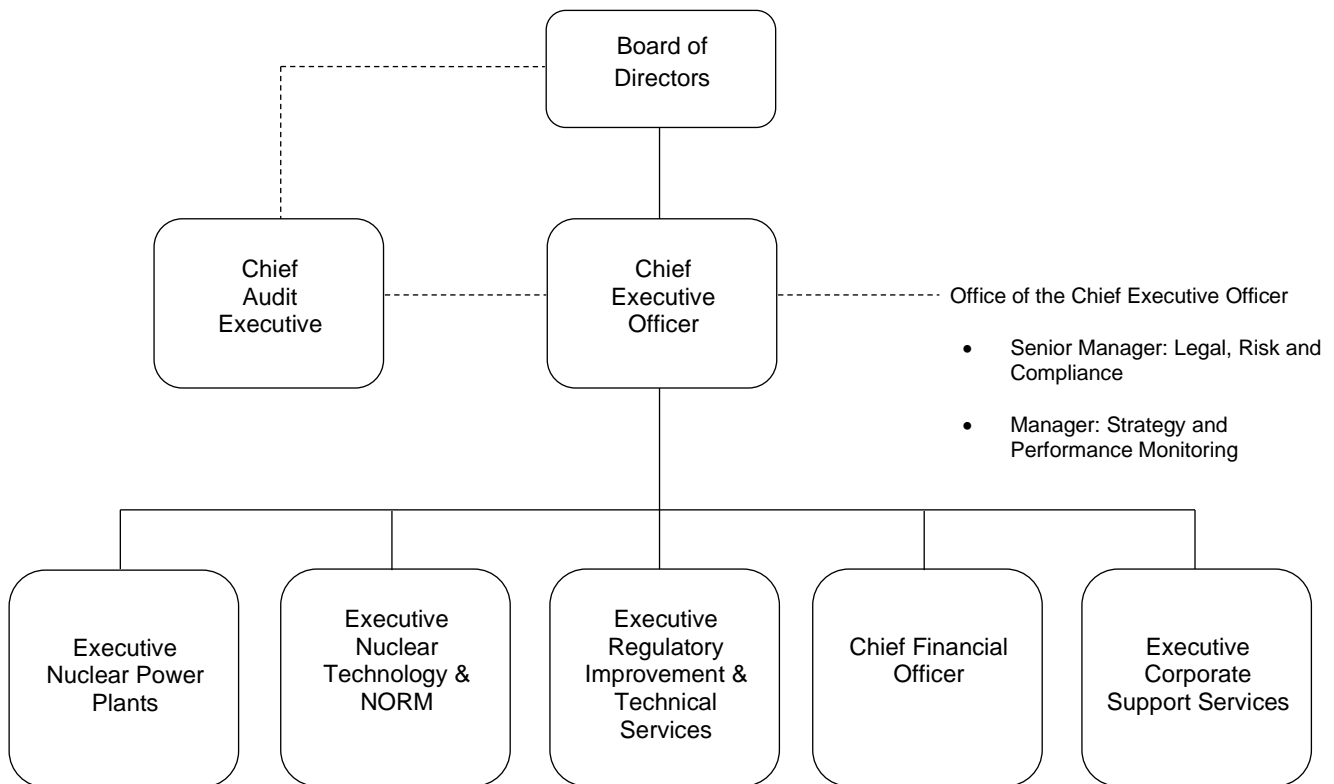 Board of
Directors
Chief
Audit
Executive
Chief
Executive
Officer
Office of the Chief Executive Officer
• Senior Manager: Legal, Risk and
Compliance
• Manager: Strategy and
Performance Monitoring
Executive
Nuclear Power
Plants
Executive
Nuclear
Technology &
NORM
Executive
Regulatory
Improvement &
Technical
Services
Chief Financial
Officer
Executive
Corporate
Support Services